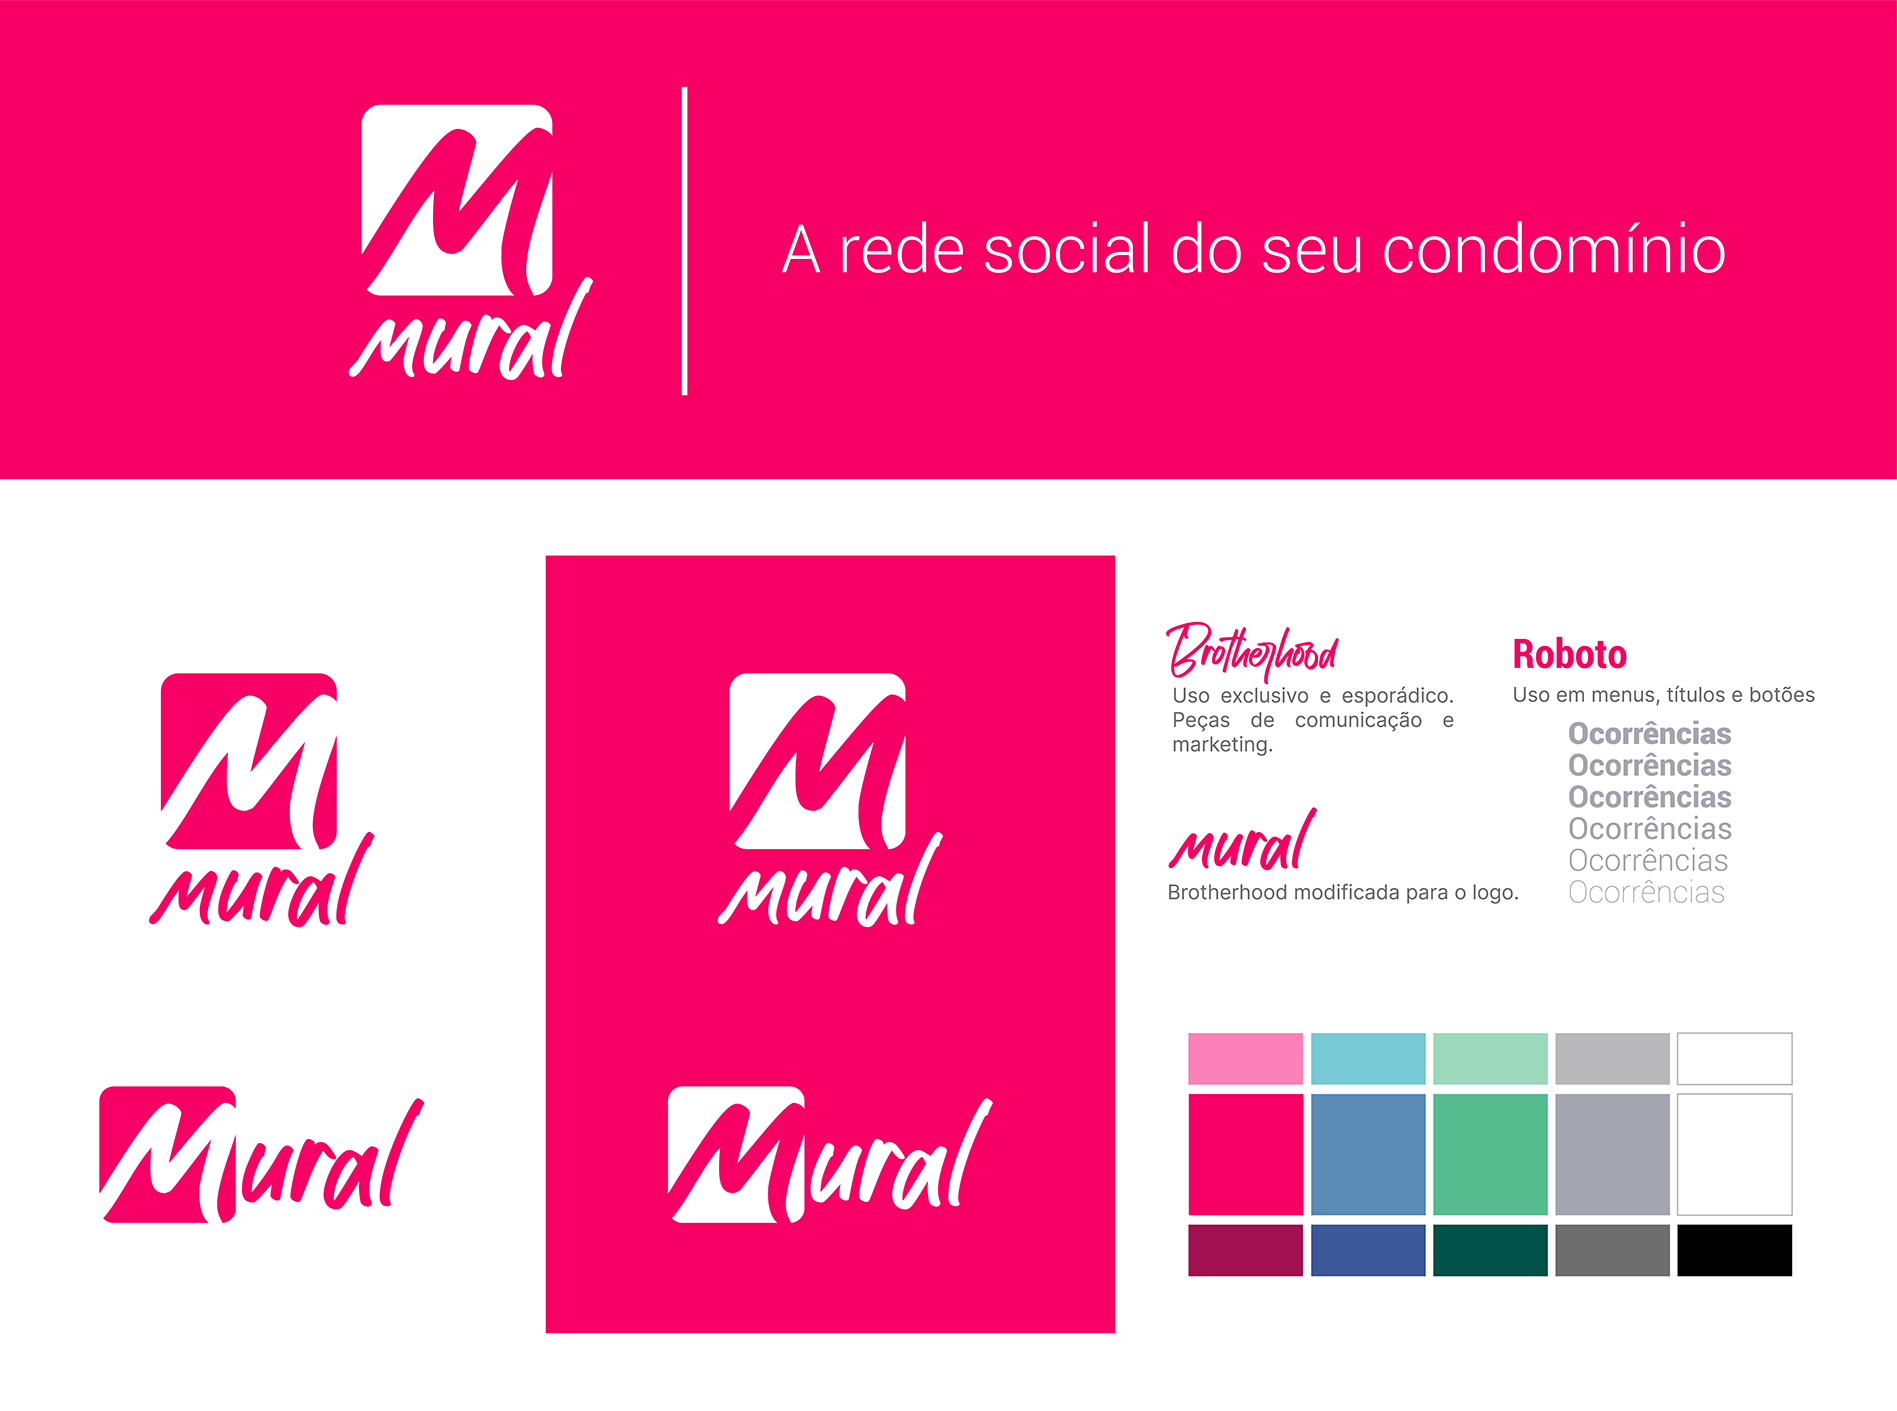 M
mural
A rede social do seu condomínio
M
mural
M
mural
Mural
Mural
Brotherhood
Uso exclusivo e esporádico.
Peças de comunicação e
marketing.
mural
Brotherhood modificada para o logo.
Roboto
Uso em menus, títulos e botões
Ocorrências
Ocorrências
Ocorrências
Ocorrências
Ocorrências
Ocorrências